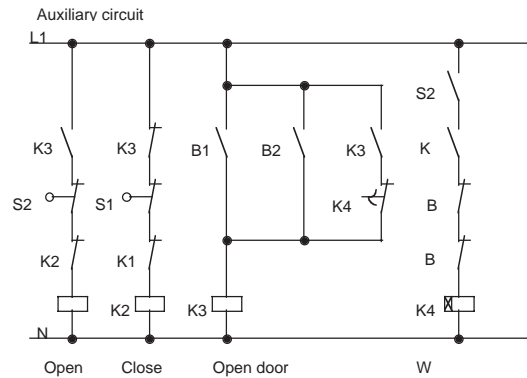 Auxiliary circuit
L1
S2
K3 K3 B1 B2 K3 K
S2 S1 K4 B
K2 K1 B
K2 K3 K4
N
Open Close Open door W